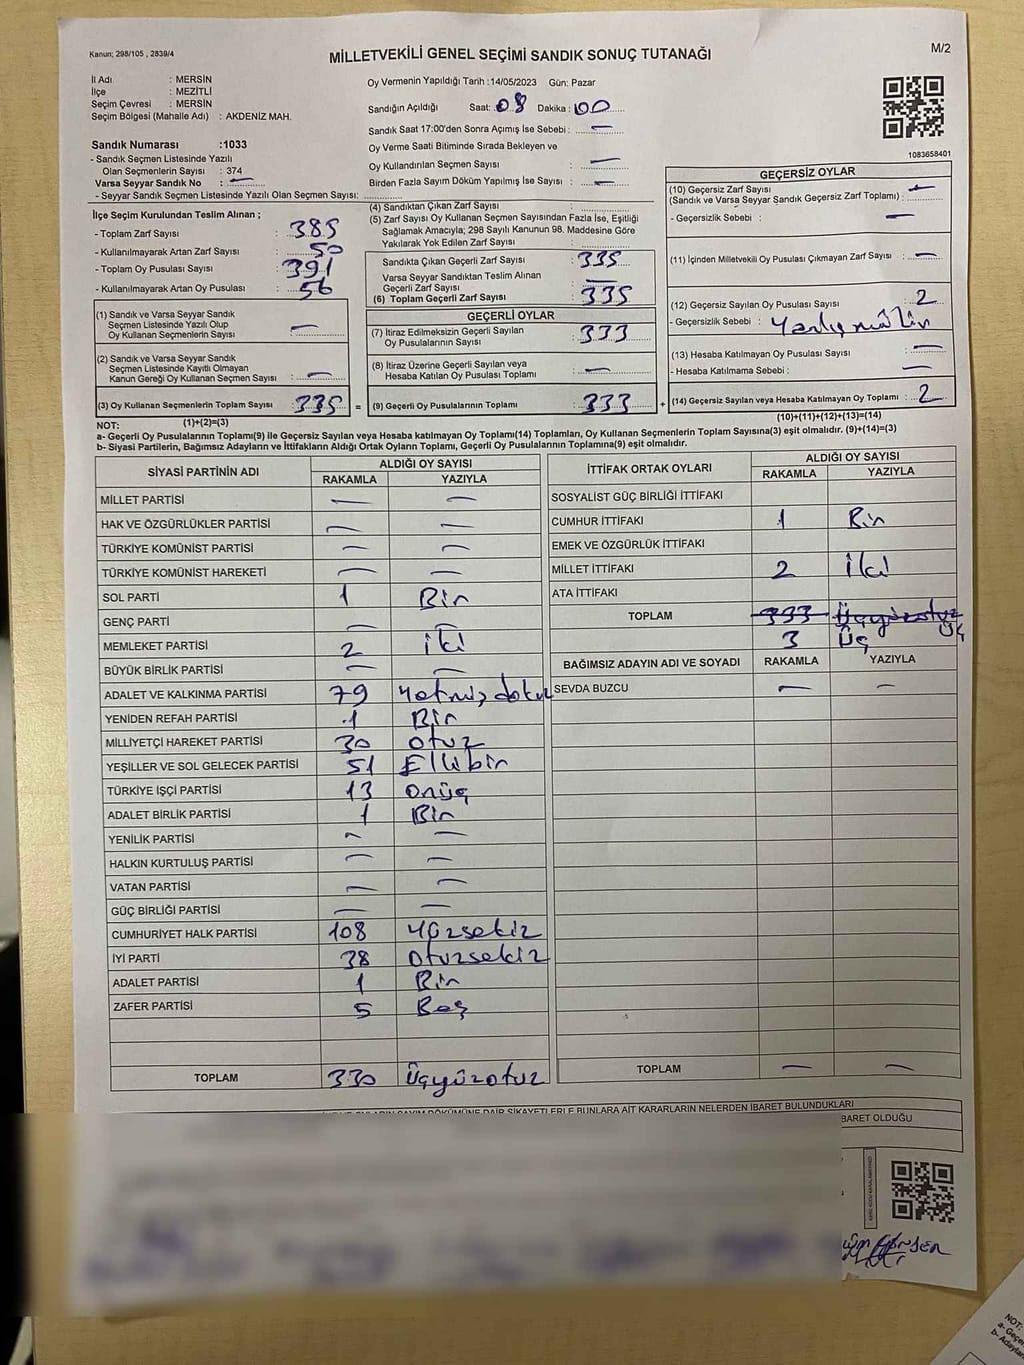 Kanun; 298/105 , 2839/4
MİLLETVEKİLİ GENEL SEÇİMİ SANDIK SONUÇ TUTANAĞI
M/2
İl Adı : MERSİN
İlçe : MEZİTLİ
Seçim Çevresi : MERSİN
Seçim Bölgesi (Mahalle Adı) : AKDENİZ MAH.
Sandık Numarası :1033
- Sandık Seçmen Listesinde Yazılı
Olan Seçmenlerin Sayısı : 374
Varsa Seyyar Sandık No : —
- Seyyar Sandık Seçmen Listesinde Yazılı Olan Seçmen Sayısı:
İlçe Seçim Kurulundan Teslim Alınan ;
- Toplam Zarf Sayısı : 385
- Kullanılmayarak Artan Zarf Sayısı : 50
- Toplam Oy Pusulası Sayısı : 391
- Kullanılmayarak Artan Oy Pusulası : 56
(1) Sandık ve Varsa Seyyar Sandık
Seçmen Listesinde Yazılı Olup
Oy Kullanan Seçmenlerin Sayısı : —
(2) Sandık ve Varsa Seyyar Sandık
Seçmen Listesinde Kayıtlı Olmayan
Kanun Gereği Oy Kullanan Seçmen Sayısı : —
(3) Oy Kullanan Seçmenlerin Toplam Sayısı : 335 =
Oy Vermenin Yapıldığı Tarih :14/05/2023 Gün: Pazar
Sandığın Açıldığı Saat: 08 Dakika : 00
Sandık Saat 17:00'den Sonra Açımış İse Sebebi : —
Oy Verme Saati Bitiminde Sırada Bekleyen ve
Oy Kullandırılan Seçmen Sayısı : —
Birden Fazla Sayım Döküm Yapılmış İse Sayısı : —
(4) Sandıktan Çıkan Zarf Sayısı :
(5) Zarf Sayısı Oy Kullanan Seçmen Sayısından Fazla İse, Eşitliği
Sağlamak Amacıyla; 298 Sayılı Kanunun 98. Maddesine Göre
Yakılarak Yok Edilen Zarf Sayısı :
Sandıkta Çıkan Geçerli Zarf Sayısı : 335
Varsa Seyyar Sandıktan Teslim Alınan
Geçerli Zarf Sayısı : —
(6) Toplam Geçerli Zarf Sayısı : 335
GEÇERLİ OYLAR
(7) İtiraz Edilmeksizin Geçerli Sayılan
Oy Pusulalarının Sayısı : 333
(8) İtiraz Üzerine Geçerli Sayılan veya
Hesaba Katılan Oy Pusulası Toplamı : —
(9) Geçerli Oy Pusulalarının Toplamı : 333 +
1083658401
GEÇERSİZ OYLAR
(10) Geçersiz Zarf Sayısı
(Sandık ve Varsa Seyyar Sandık Geçersiz Zarf Toplamı) : —
- Geçersizlik Sebebi : —
(11) İçinden Milletvekili Oy Pusulası Çıkmayan Zarf Sayısı : —
(12) Geçersiz Sayılan Oy Pusulası Sayısı : 2
- Geçersizlik Sebebi : Yanlış mühür
(13) Hesaba Katılmayan Oy Pusulası Sayısı : —
- Hesaba Katılmama Sebebi : —
(14) Geçersiz Sayılan veya Hesaba Katılmayan Oy Toplamı : 2
NOT: (1)+(2)=(3) (10)+(11)+(12)+(13)=(14)
a- Geçerli Oy Pusulalarının Toplamı(9) ile Geçersiz Sayılan veya Hesaba katılmayan Oy Toplamı(14) Toplamları, Oy Kullanan Seçmenlerin Toplam Sayısına(3) eşit olmalıdır. (9)+(14)=(3)
b- Siyasi Partilerin, Bağımsız Adayların ve İttifakların Aldığı Ortak Oyların Toplamı, Geçerli Oy Pusulalarının Toplamına(9) eşit olmalıdır.
SİYASİ PARTİNİN ADI ALDIĞI OY SAYISI
RAKAMLA YAZIYLA
MİLLET PARTİSİ — —
HAK VE ÖZGÜRLÜKLER PARTİSİ — —
TÜRKİYE KOMÜNİST PARTİSİ — —
TÜRKİYE KOMÜNİST HAREKETİ — —
SOL PARTİ 1 Bir
GENÇ PARTİ — —
MEMLEKET PARTİSİ 2 iki
BÜYÜK BİRLİK PARTİSİ — —
ADALET VE KALKINMA PARTİSİ 79 Yetmiş dokuz
YENİDEN REFAH PARTİSİ 1 Bir
MİLLİYETÇİ HAREKET PARTİSİ 30 otuz
YEŞİLLER VE SOL GELECEK PARTİSİ 51 Ellibir
TÜRKİYE İŞÇİ PARTİSİ 13 onüç
ADALET BİRLİK PARTİSİ 1 Bir
YENİLİK PARTİSİ — —
HALKIN KURTULUŞ PARTİSİ — —
VATAN PARTİSİ — —
GÜÇ BİRLİĞİ PARTİSİ — —
CUMHURİYET HALK PARTİSİ 108 Yüzsekiz
İYİ PARTİ 38 Otuzsekiz
ADALET PARTİSİ 1 Bir
ZAFER PARTİSİ 5 Beş
TOPLAM 330 Üçyüzotuz
İTTİFAK ORTAK OYLARI ALDIĞI OY SAYISI
RAKAMLA YAZIYLA
SOSYALİST GÜÇ BİRLİĞİ İTTİFAKI
CUMHUR İTTİFAKI 1 Bir
EMEK VE ÖZGÜRLÜK İTTİFAKI
MİLLET İTTİFAKI 2 İki
ATA İTTİFAKI
TOPLAM 333 Üçyüzotuz üç
3 Üç
BAĞIMSIZ ADAYIN ADI VE SOYADI RAKAMLA YAZIYLA
SEVDA BUZCU — —
TOPLAM — —
SAYIM DÖKÜMÜNE DAİR ŞİKAYETLERLE BUNLARA AİT KARARLARIN NELERDEN İBARET BULUNDUKLARI
BARET OLDUĞU
NOT: